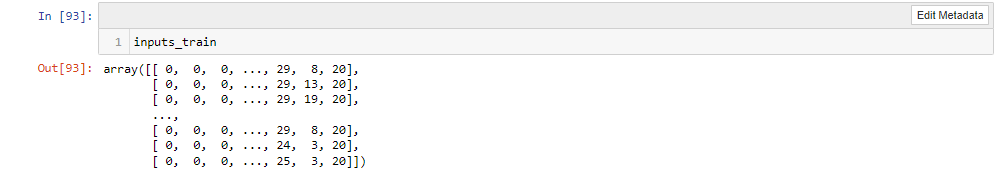 In [93]:
Edit Metadata
1 inputs_train
Out[93]: array([[ 0,  0,  0, ..., 29,  8, 20],
       [ 0,  0,  0, ..., 29, 13, 20],
       [ 0,  0,  0, ..., 29, 19, 20],
       ...,
       [ 0,  0,  0, ..., 29,  8, 20],
       [ 0,  0,  0, ..., 24,  3, 20],
       [ 0,  0,  0, ..., 25,  3, 20]])